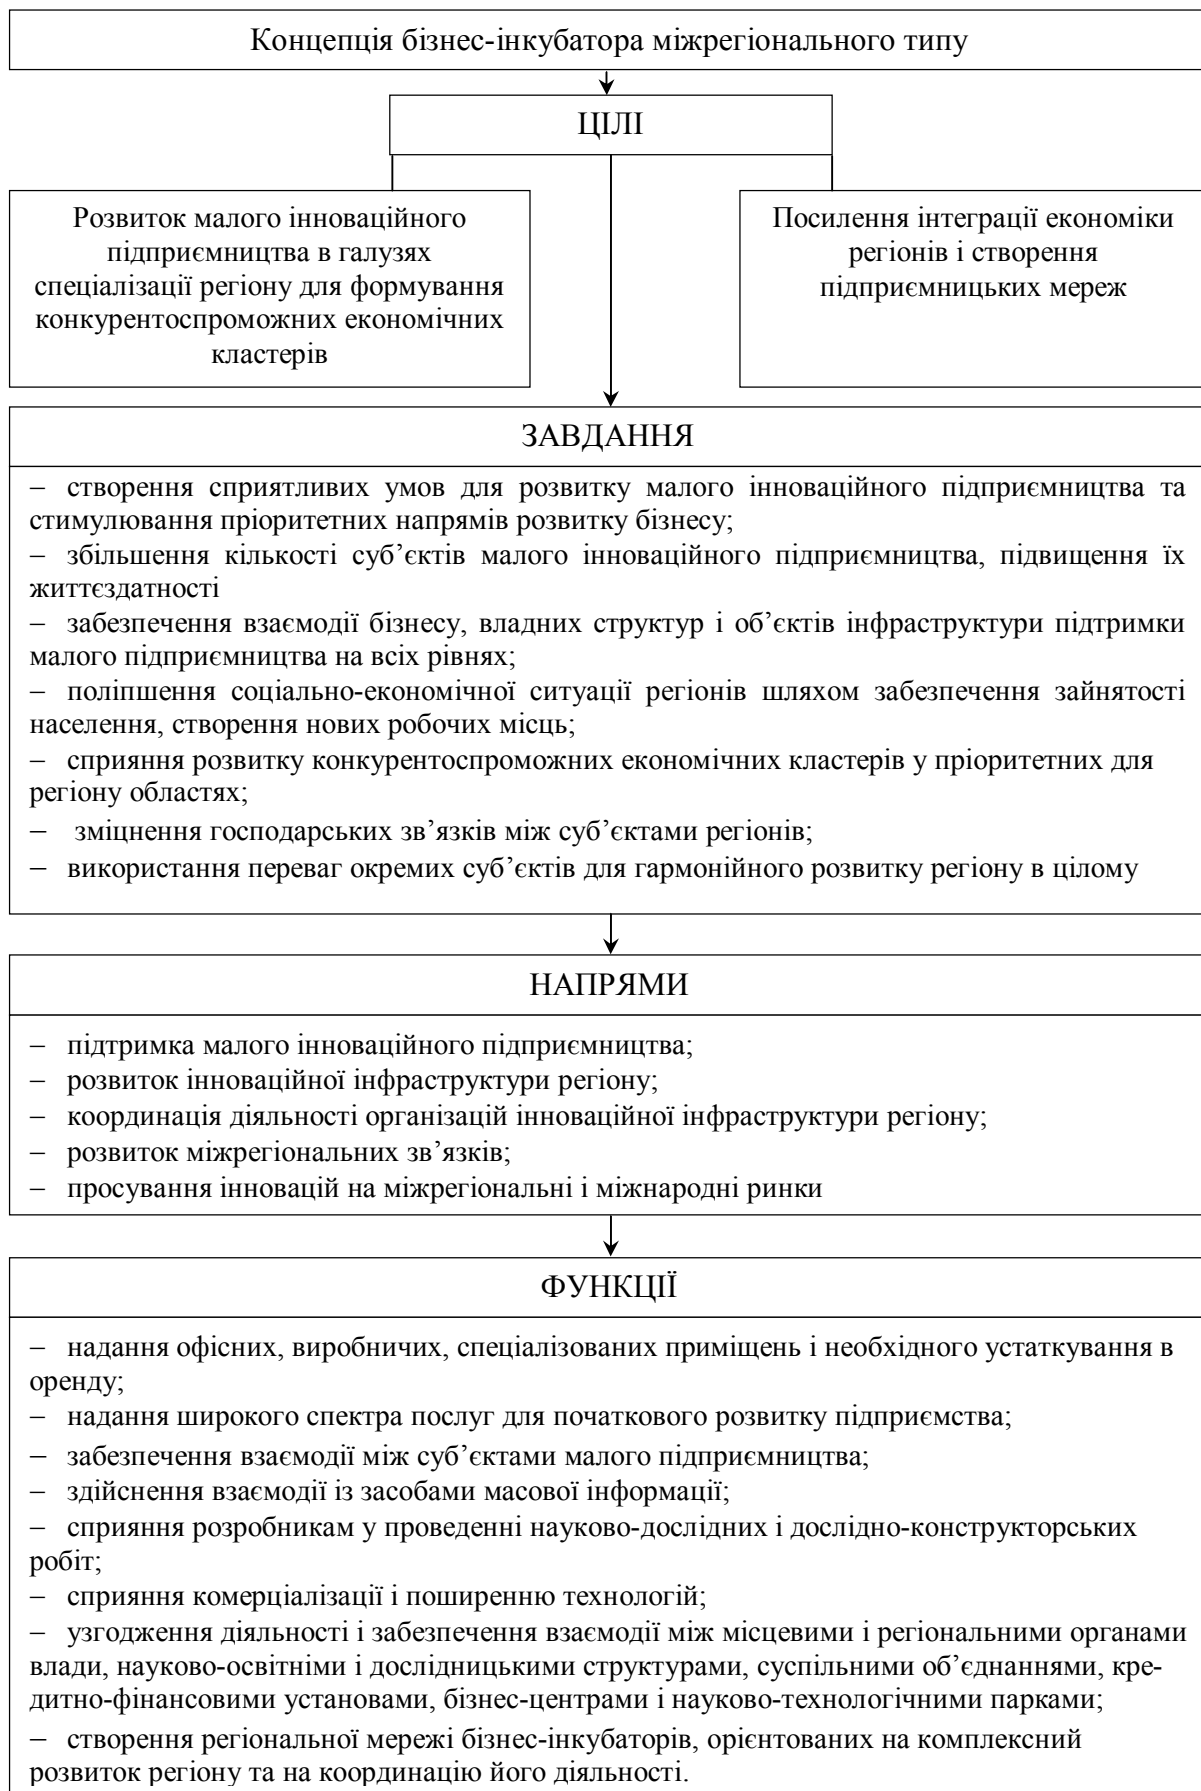 Концепція бізнес-інкубатора міжрегіонального типу
ЦІЛІ
Розвиток малого інноваційного
підприємництва в галузях
спеціалізації регіону для формування
конкурентоспроможних економічних
кластерів
Посилення інтеграції економіки
регіонів і створення
підприємницьких мереж
ЗАВДАННЯ
– створення сприятливих умов для розвитку малого інноваційного підприємництва та
стимулювання пріоритетних напрямів розвитку бізнесу;
– збільшення кількості суб’єктів малого інноваційного підприємництва, підвищення їх
життєздатності
– забезпечення взаємодії бізнесу, владних структур і об’єктів інфраструктури підтримки
малого підприємництва на всіх рівнях;
– поліпшення соціально-економічної ситуації регіонів шляхом забезпечення зайнятості
населення, створення нових робочих місць;
– сприяння розвитку конкурентоспроможних економічних кластерів у пріоритетних для
регіону областях;
– зміцнення господарських зв’язків між суб’єктами регіонів;
– використання переваг окремих суб’єктів для гармонійного розвитку регіону в цілому
НАПРЯМИ
– підтримка малого інноваційного підприємництва;
– розвиток інноваційної інфраструктури регіону;
– координація діяльності організацій інноваційної інфраструктури регіону;
– розвиток міжрегіональних зв’язків;
– просування інновацій на міжрегіональні і міжнародні ринки
ФУНКЦІЇ
– надання офісних, виробничих, спеціалізованих приміщень і необхідного устаткування в
оренду;
– надання широкого спектра послуг для початкового розвитку підприємства;
– забезпечення взаємодії між суб’єктами малого підприємництва;
– здійснення взаємодії із засобами масової інформації;
– сприяння розробникам у проведенні науково-дослідних і дослідно-конструкторських
робіт;
– сприяння комерціалізації і поширенню технологій;
– узгодження діяльності і забезпечення взаємодії між місцевими і регіональними органами
влади, науково-освітніми і дослідницькими структурами, суспільними об’єднаннями, кре-
дитно-фінансовими установами, бізнес-центрами і науково-технологічними парками;
– створення регіональної мережі бізнес-інкубаторів, орієнтованих на комплексний
розвиток регіону та на координацію його діяльності.